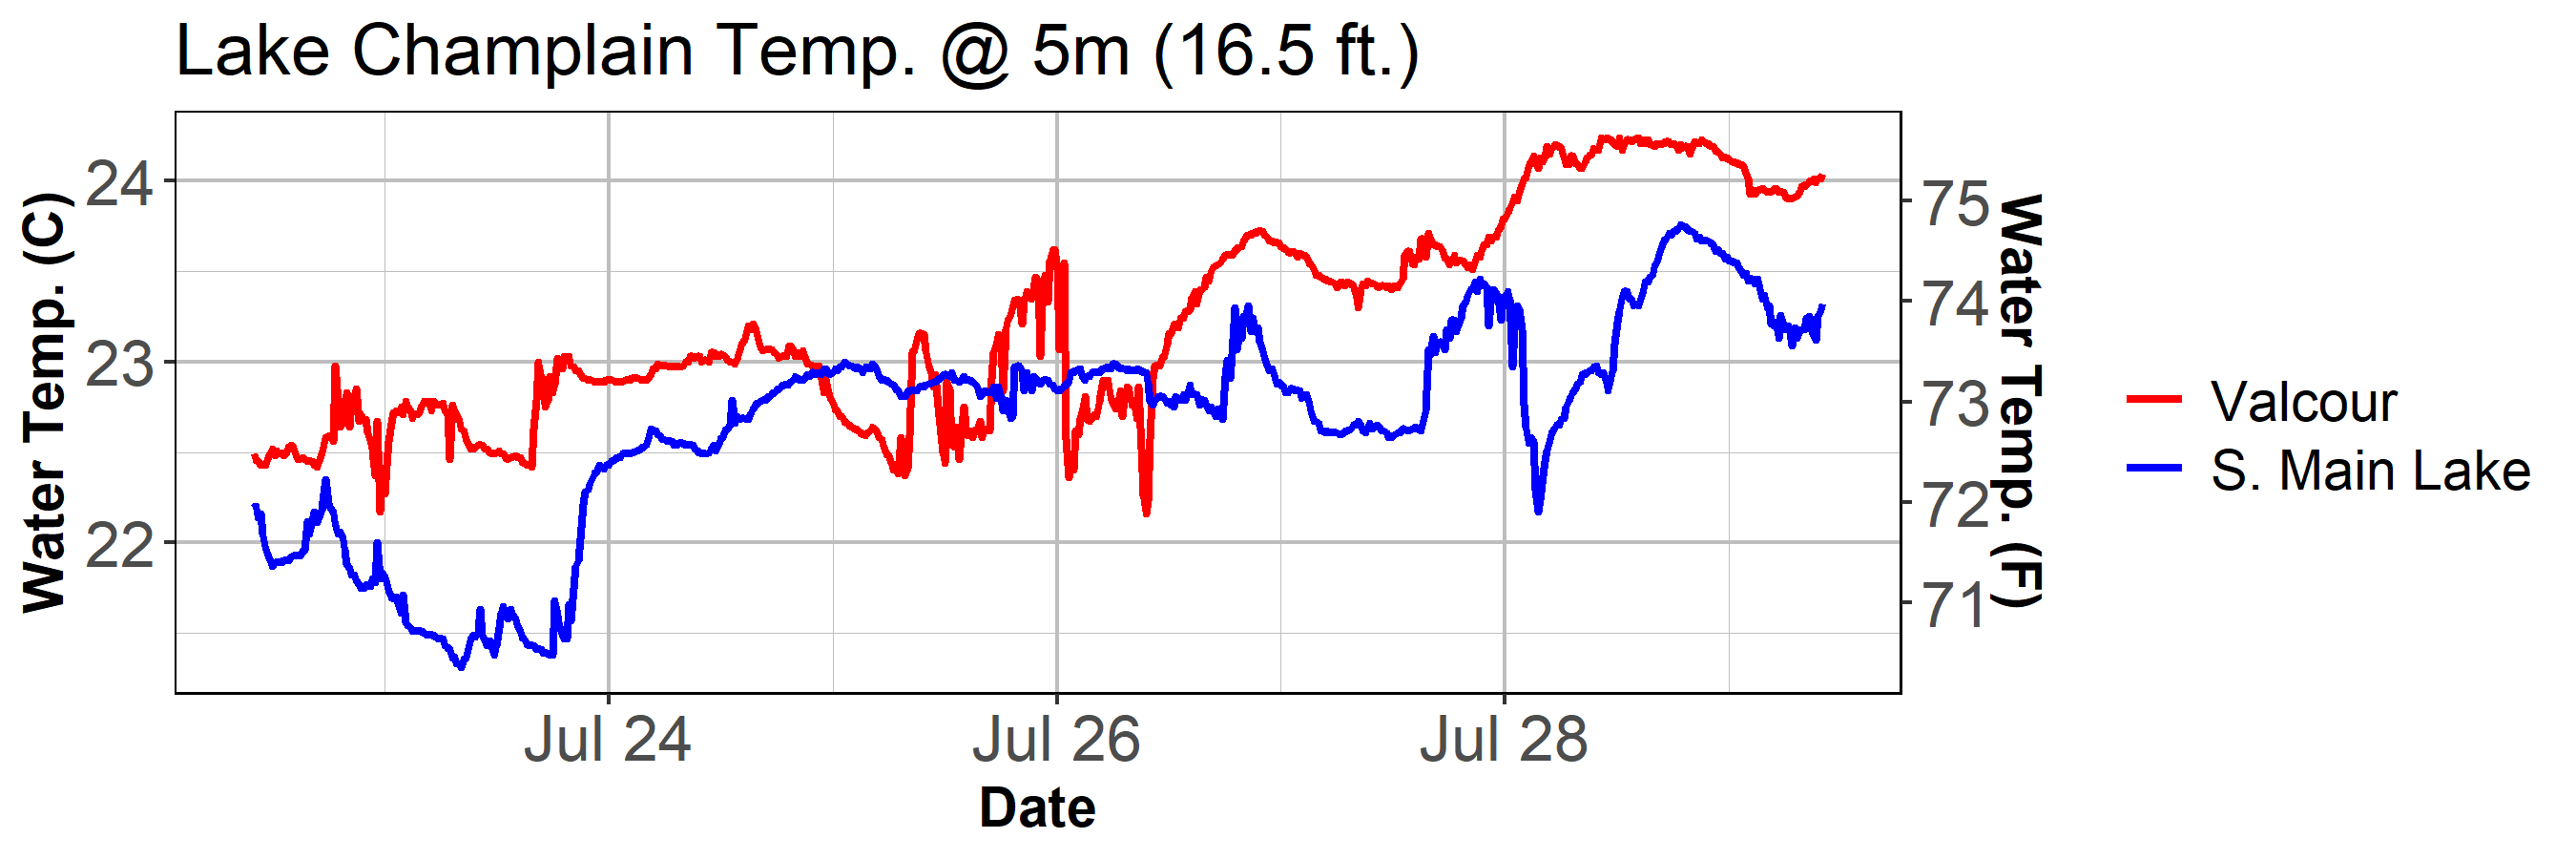 Lake Champlain Temp. @ 5m (16.5 ft.)
Water Temp. (C)
24
23
22
75
74
73
72
71
Water Temp. (F)
Jul 24 Jul 26 Jul 28
Date
Valcour
S. Main Lake